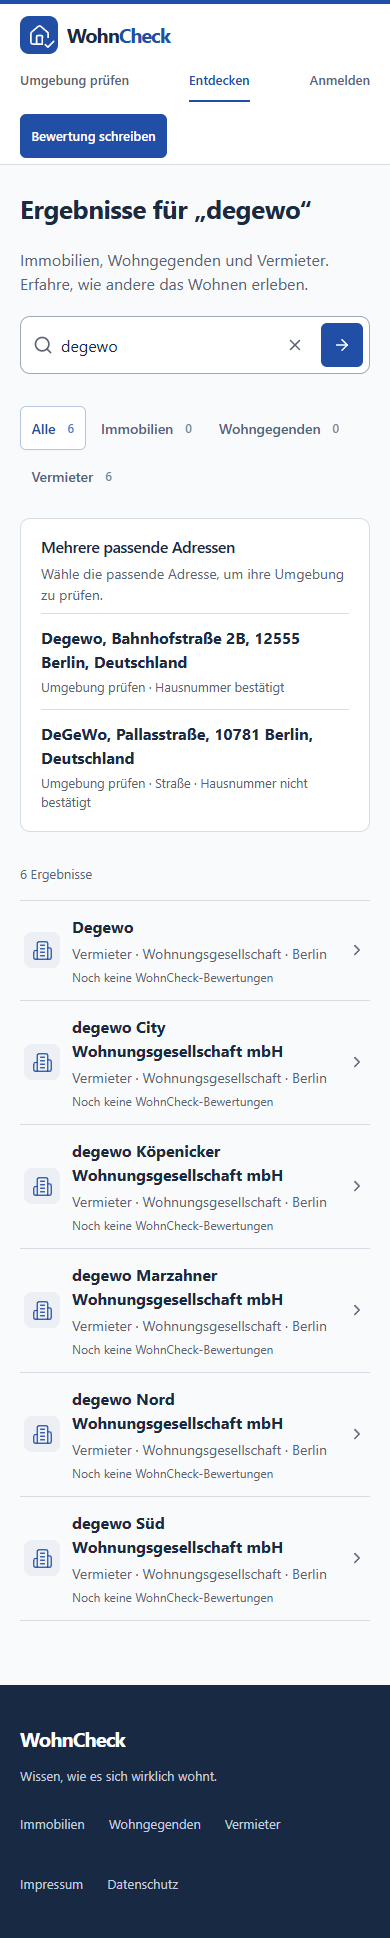 WohnCheck
Umgebung prüfen Entdecken Anmelden
Bewertung schreiben
Ergebnisse für „degewo“
Immobilien, Wohngegenden und Vermieter.
Erfahre, wie andere das Wohnen erleben.
degewo
Alle 6 Immobilien 0 Wohngegenden 0
Vermieter 6
Mehrere passende Adressen
Wähle die passende Adresse, um ihre Umgebung
zu prüfen.
Degewo, Bahnhofstraße 2B, 12555
Berlin, Deutschland
Umgebung prüfen · Hausnummer bestätigt
DeGeWo, Pallasstraße, 10781 Berlin,
Deutschland
Umgebung prüfen · Straße · Hausnummer nicht
bestätigt
6 Ergebnisse
Degewo
Vermieter · Wohnungsgesellschaft · Berlin
Noch keine WohnCheck-Bewertungen
degewo City
Wohnungsgesellschaft mbH
Vermieter · Wohnungsgesellschaft · Berlin
Noch keine WohnCheck-Bewertungen
degewo Köpenicker
Wohnungsgesellschaft mbH
Vermieter · Wohnungsgesellschaft · Berlin
Noch keine WohnCheck-Bewertungen
degewo Marzahner
Wohnungsgesellschaft mbH
Vermieter · Wohnungsgesellschaft · Berlin
Noch keine WohnCheck-Bewertungen
degewo Nord
Wohnungsgesellschaft mbH
Vermieter · Wohnungsgesellschaft · Berlin
Noch keine WohnCheck-Bewertungen
degewo Süd
Wohnungsgesellschaft mbH
Vermieter · Wohnungsgesellschaft · Berlin
Noch keine WohnCheck-Bewertungen
WohnCheck
Wissen, wie es sich wirklich wohnt.
Immobilien Wohngegenden Vermieter
Impressum Datenschutz